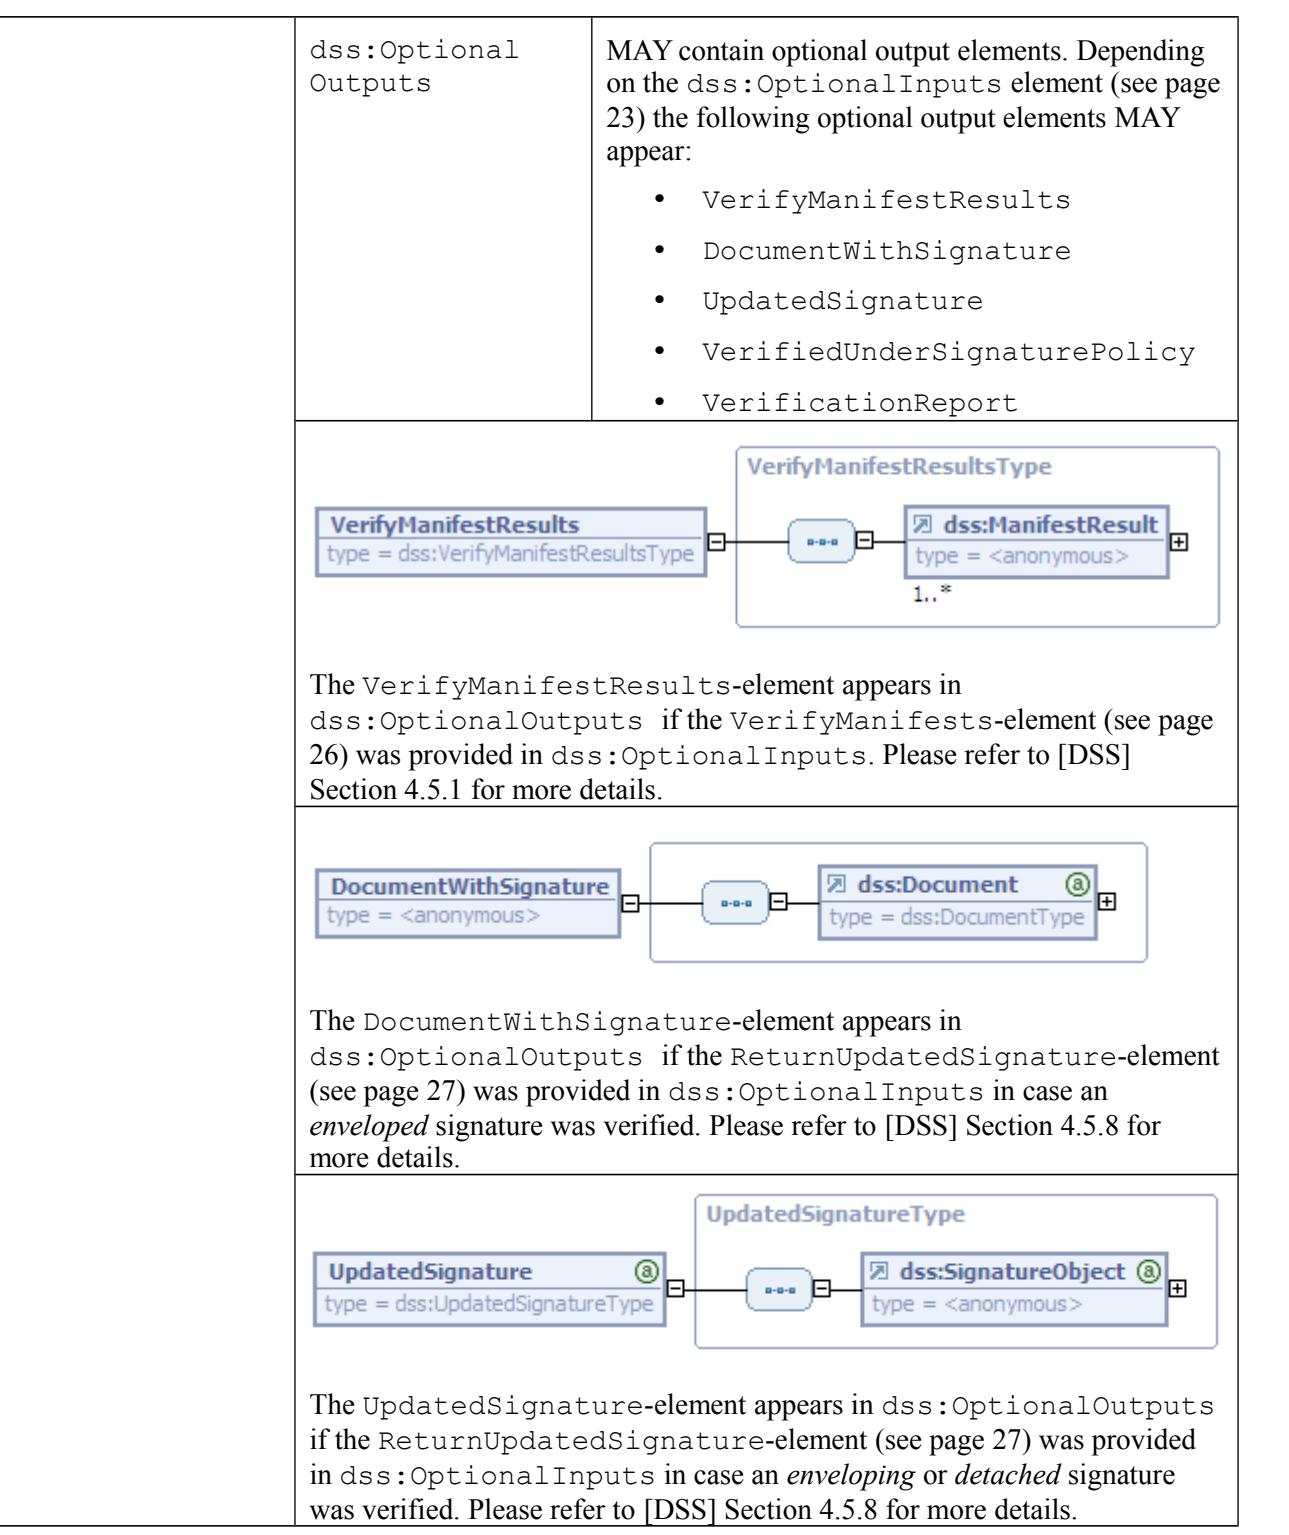 dss:Optional
Outputs
MAY contain optional output elements. Depending
on the dss:OptionalInputs element (see page
23) the following optional output elements MAY
appear:
• VerifyManifestResults
• DocumentWithSignature
• UpdatedSignature
• VerifiedUnderSignaturePolicy
• VerificationReport
VerifyManifestResultsType
VerifyManifestResults
type = dss:VerifyManifestResultsType
dss:ManifestResult
type = <anonymous>
1..*
The VerifyManifestResults-element appears in
dss:OptionalOutputs if the VerifyManifests-element (see page
26) was provided in dss:OptionalInputs. Please refer to [DSS]
Section 4.5.1 for more details.
DocumentWithSignature
type = <anonymous>
dss:Document @
type = dss:DocumentType
The DocumentWithSignature-element appears in
dss:OptionalOutputs if the ReturnUpdatedSignature-element
(see page 27) was provided in dss:OptionalInputs in case an
enveloped signature was verified. Please refer to [DSS] Section 4.5.8 for
more details.
UpdatedSignatureType
UpdatedSignature @
type = dss:UpdatedSignatureType
dss:SignatureObject @
type = <anonymous>
The UpdatedSignature-element appears in dss:OptionalOutputs
if the ReturnUpdatedSignature-element (see page 27) was provided
in dss:OptionalInputs in case an enveloping or detached signature
was verified. Please refer to [DSS] Section 4.5.8 for more details.